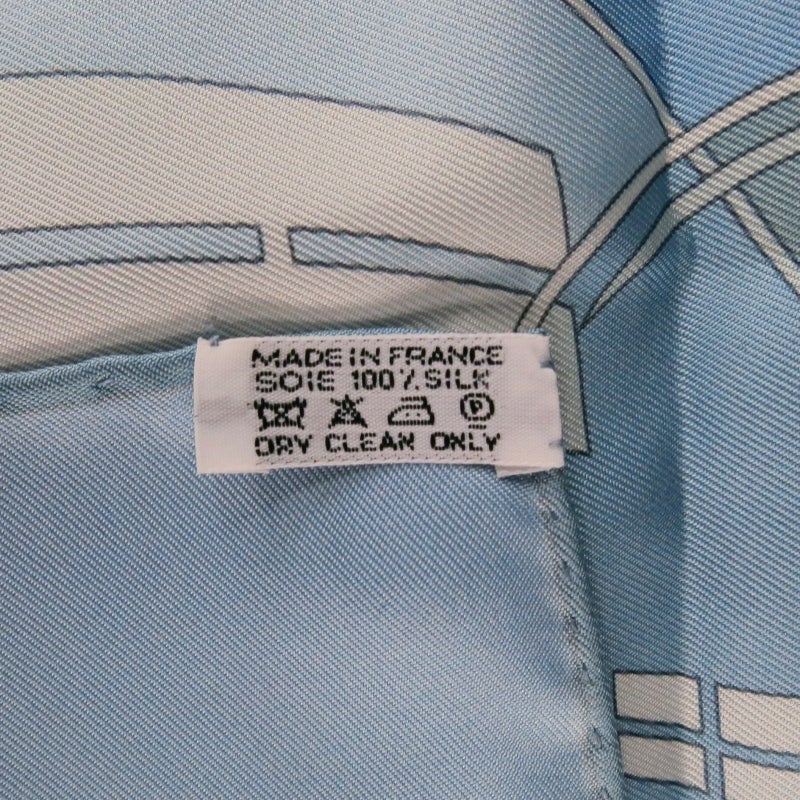 MADE IN FRANCE
SOIE 100% SILK
P
DRY CLEAN ONLY